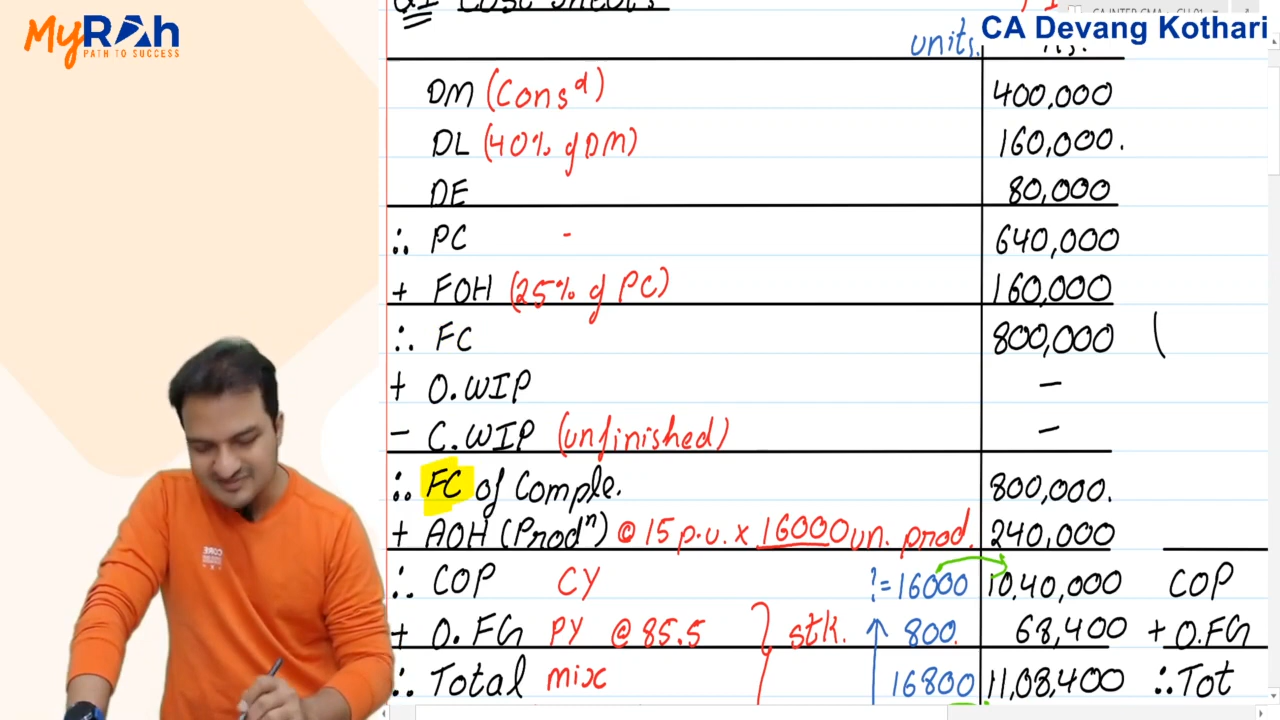 MyRAh
PATH TO SUCCESS
Q1 Cost Sheet
CA Devang Kothari
units.
DM (Consd) 400,000
DL (40% of DM) 160,000.
DE 80,000
∴ PC - 640,000
+ FOH (25% of PC) 160,000
∴ FC 800,000 (
+ O.WIP -
- C.WIP (unfinished) -
∴ FC of Comple. 800,000.
+ AOH (Prodn) @ 15 p.u. x 16000 un. prod. 240,000
∴ COP CY ?=16000 10,40,000 COP
+ O.FG PY @ 85.5 } stk. 800. 68,400 + O.FG
∴ Total mix 16800 11,08,400 ∴ Tot